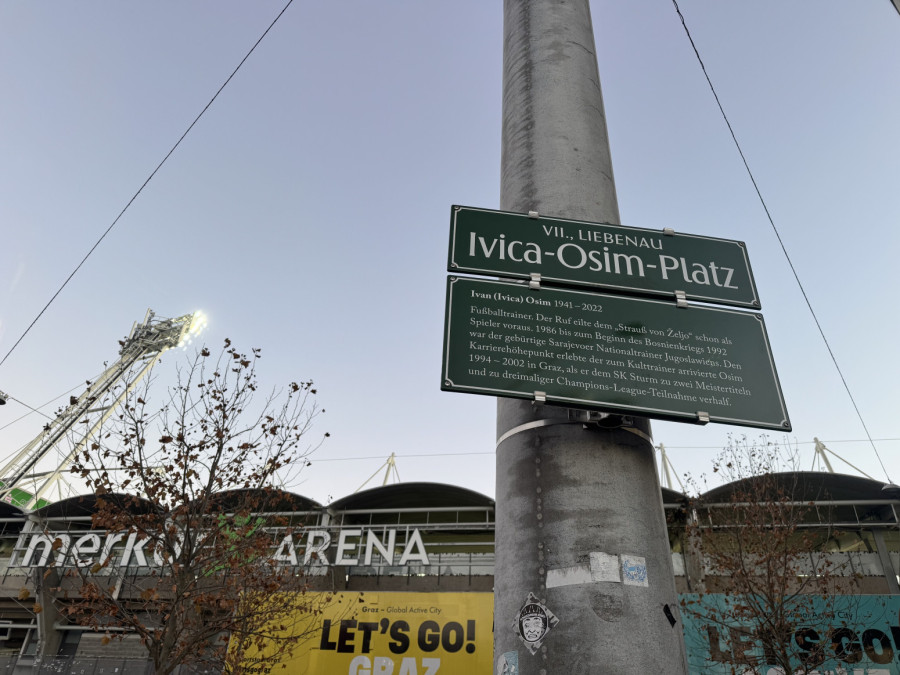 VII., LIEBENAU
Ivica-Osim-Platz
Ivan (Ivica) Osim 1941–2022
Fußballtrainer. Der Ruf eilte dem „Strauß von Željo“ schon als
Spieler voraus. 1986 bis zum Beginn des Bosnienkriegs 1992
war der gebürtige Sarajevoer Nationaltrainer Jugoslawiens. Den
Karrierehöhepunkt erlebte der zum Kulttrainer arrivierte Osim
1994–2002 in Graz, als er dem SK Sturm zu zwei Meistertiteln
und zu dreimaliger Champions-League-Teilnahme verhalf.
merkur ARENA
Graz – Global Active City
LET'S GO!
GRAZ
Global Active City
LET'S GO!